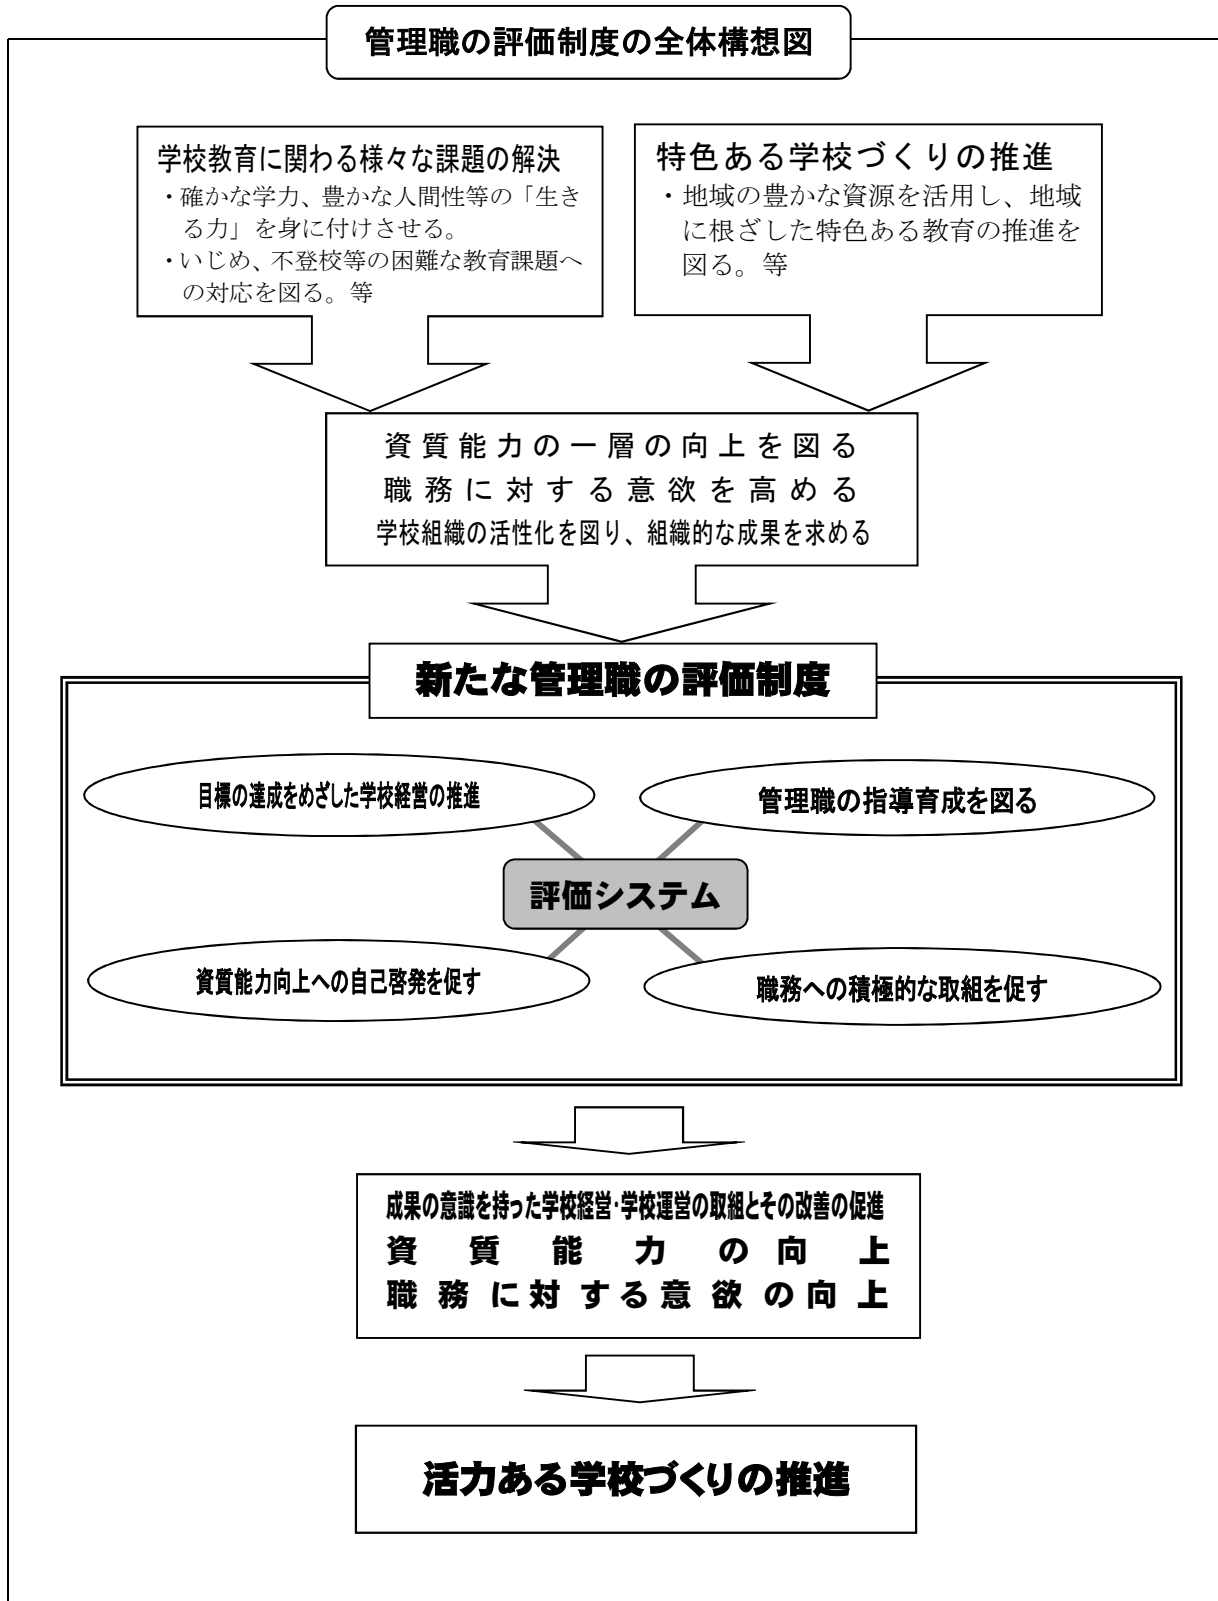 管理職の評価制度の全体構想図
学校教育に関わる様々な課題の解決
・確かな学力、豊かな人間性等の「生き
る力」を身に付けさせる。
・いじめ、不登校等の困難な教育課題へ
の対応を図る。等
特色ある学校づくりの推進
・地域の豊かな資源を活用し、地域
に根ざした特色ある教育の推進を
図る。等
資質能力の一層の向上を図る
職務に対する意欲を高める
学校組織の活性化を図り、組織的な成果を求める
新たな管理職の評価制度
目標の達成をめざした学校経営の推進
管理職の指導育成を図る
評価システム
資質能力向上への自己啓発を促す
職務への積極的な取組を促す
成果の意識を持った学校経営・学校運営の取組とその改善の促進
資質能力の向上
職務に対する意欲の向上
活力ある学校づくりの推進